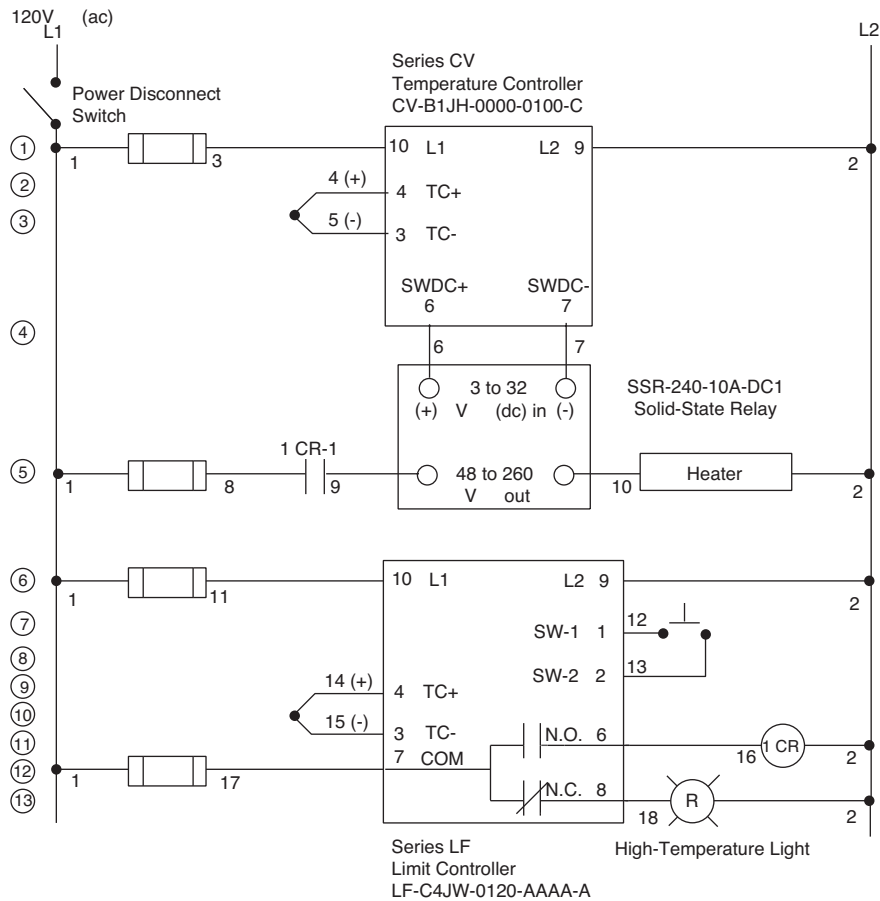 120V (ac)
L1
L2
Power Disconnect
Switch
Series CV
Temperature Controller
CV-B1JH-0000-0100-C
1
1
3
10 L1
L2 9
2
2
4 (+)
4 TC+
3
5 (-)
3 TC-
SWDC+
6
SWDC-
7
4
6
7
3 to 32
(+) V (dc) in (-)
SSR-240-10A-DC1
Solid-State Relay
5
1
8
1 CR-1
9
48 to 260
V out
10
Heater
2
6
1
11
10 L1
L2 9
2
7
SW-1 1
12
8
SW-2 2
13
9
14 (+)
4 TC+
10
15 (-)
3 TC-
11
7 COM
N.O. 6
16
1 CR
2
12
1
17
13
N.C. 8
18
R
2
High-Temperature Light
Series LF
Limit Controller
LF-C4JW-0120-AAAA-A